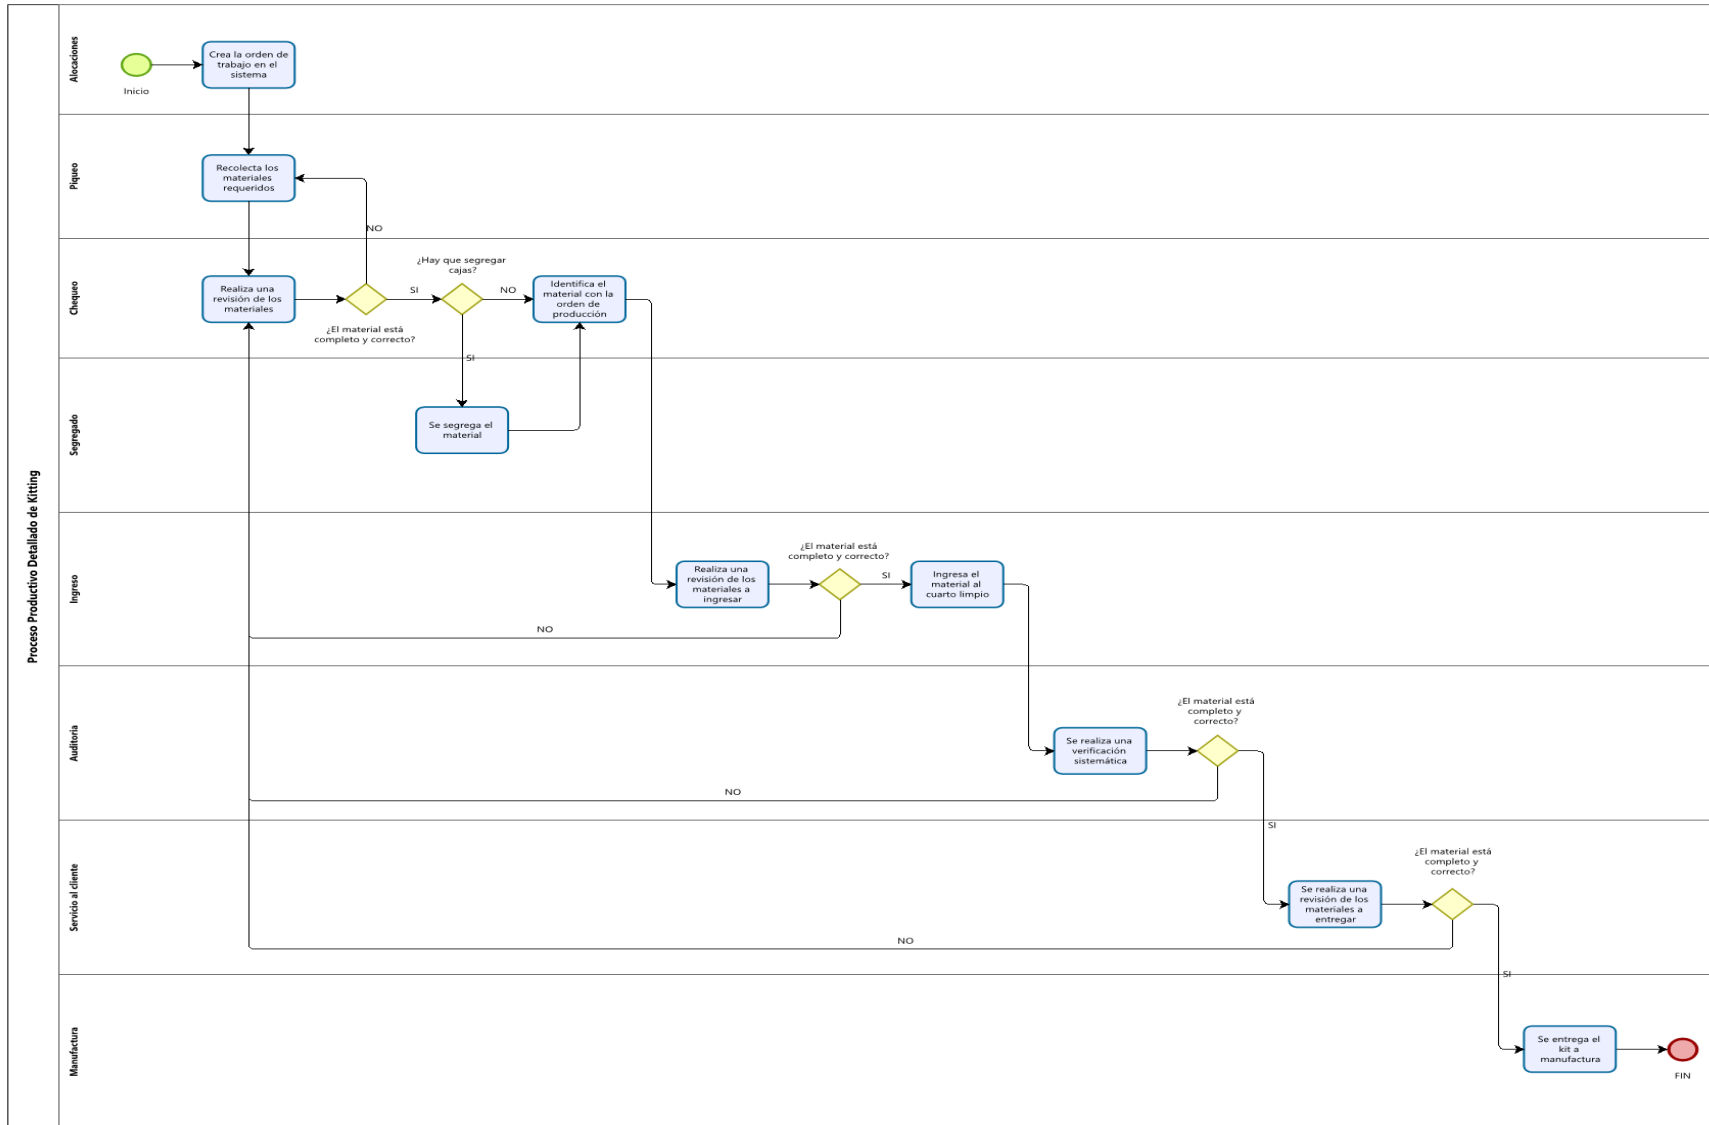 Proceso Productivo Detallado de Kitting
Alocaciones
Inicio
Crea la orden de
trabajo en el
sistema
Piqueo
Recolecta los
materiales
requeridos
NO
Chequeo
Realiza una
revisión de los
materiales
¿El material está
completo y correcto?
SI
¿Hay que segregar
cajas?
NO
Identifica el
material con la
orden de
producción
SI
Segregado
Se segrega el
material
Ingreso
Realiza una
revisión de los
materiales a
ingresar
¿El material está
completo y correcto?
SI
Ingresa el
material al
cuarto limpio
NO
Auditoria
Se realiza una
verificación
sistemática
¿El material está
completo y
correcto?
NO
SI
Servicio al cliente
Se realiza una
revisión de los
materiales a
entregar
¿El material está
completo y
correcto?
NO
SI
Manufactura
Se entrega el
kit a
manufactura
FIN